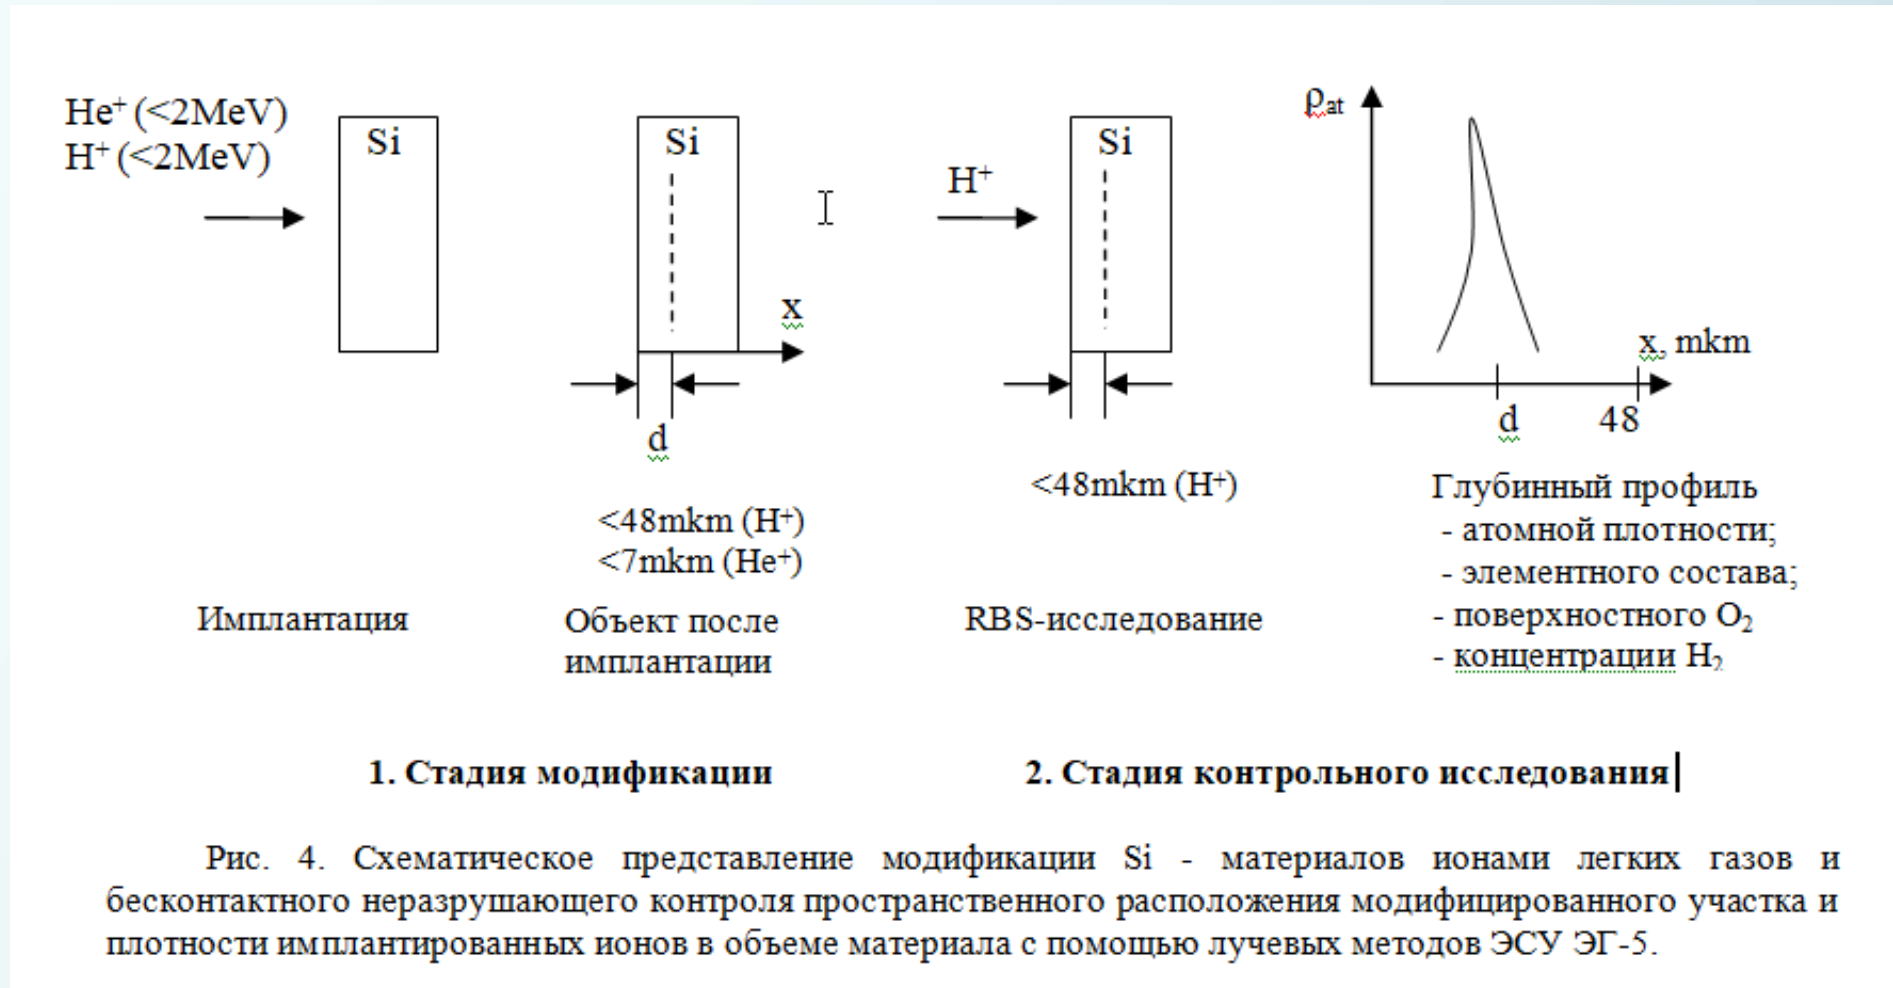 He⁺ (<2MeV)
H⁺ (<2MeV)
Si
Si
x
d
<48mkm (H⁺)
<7mkm (He⁺)
Имплантация
Объект после
имплантации
H⁺
Si
<48mkm (H⁺)
RBS-исследование
ρat
x, mkm
d
48
Глубинный профиль
- атомной плотности;
- элементного состава;
- поверхностного O₂
- концентрации H₂
1. Стадия модификации
2. Стадия контрольного исследования
Рис. 4. Схематическое представление модификации Si - материалов ионами легких газов и
бесконтактного неразрушающего контроля пространственного расположения модифицированного участка и
плотности имплантированных ионов в объеме материала с помощью лучевых методов ЭСУ ЭГ-5.